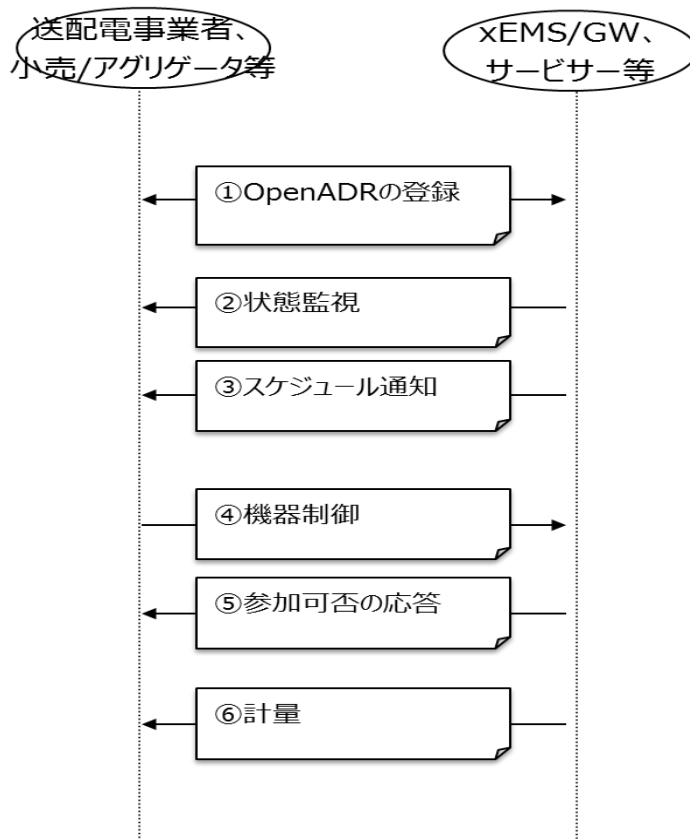 送配電事業者、
小売/アグリゲータ等
xEMS/GW、
サービサー等
①OpenADRの登録
②状態監視
③スケジュール通知
④機器制御
⑤参加可否の応答
⑥計量